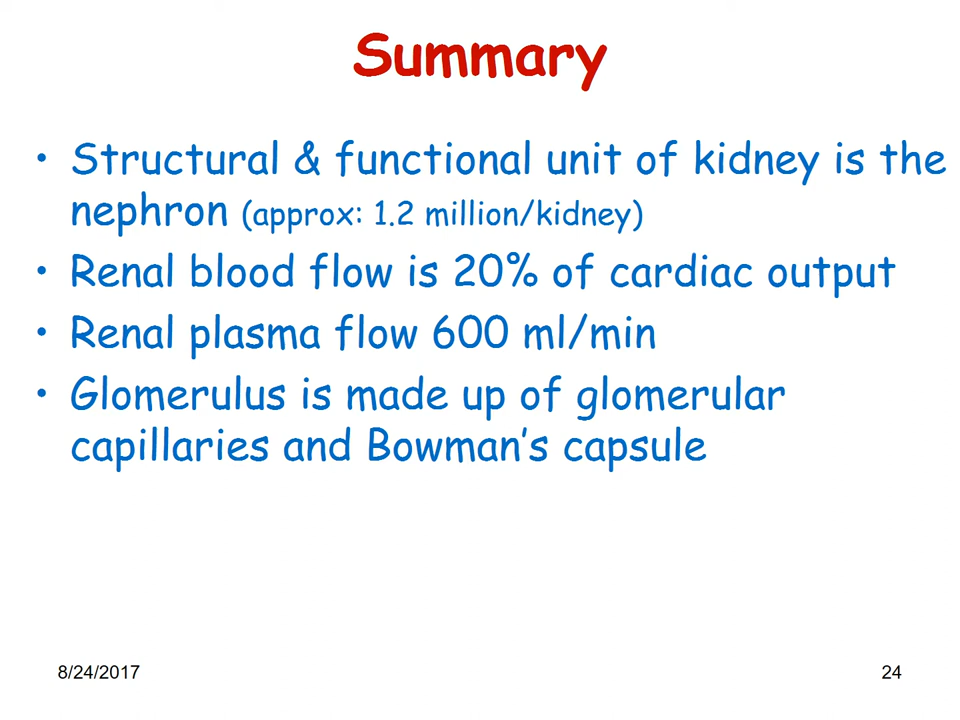 Summary
• Structural & functional unit of kidney is the
nephron (approx: 1.2 million/kidney)
• Renal blood flow is 20% of cardiac output
• Renal plasma flow 600 ml/min
• Glomerulus is made up of glomerular
capillaries and Bowman’s capsule
8/24/2017
24